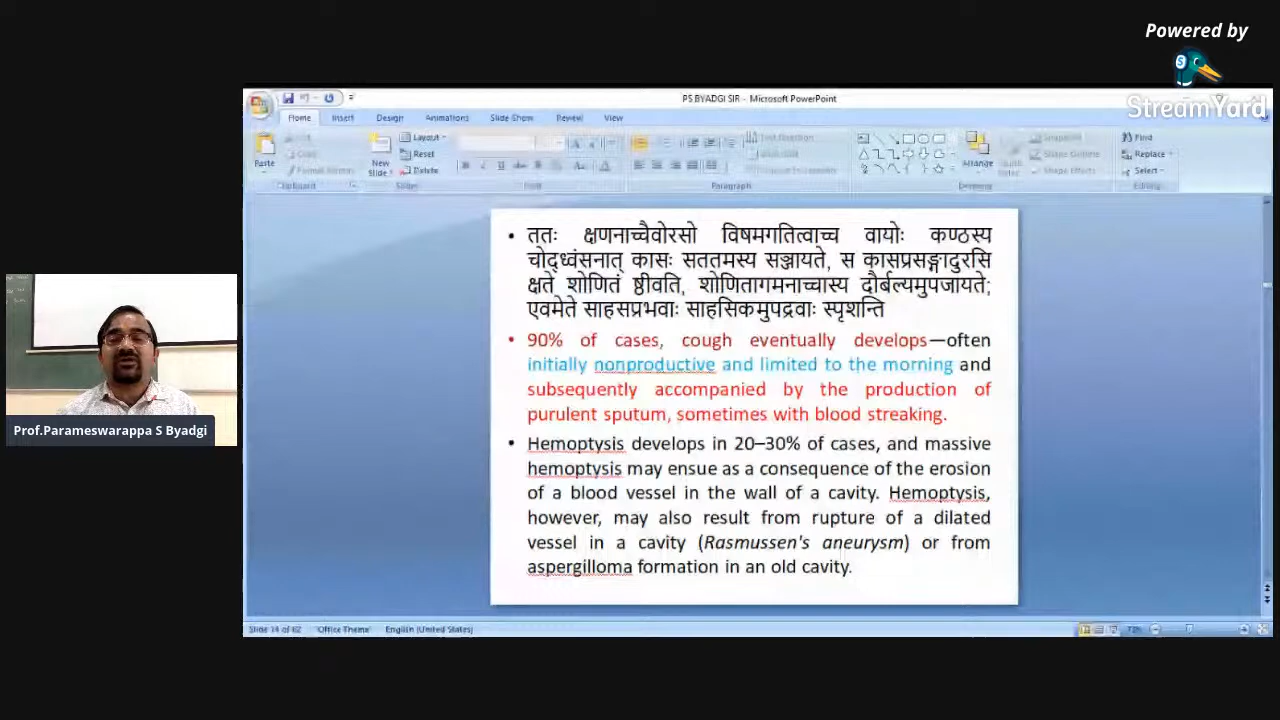 Powered by
StreamYard
PS BYADGI SIR - Microsoft PowerPoint
Home Insert Design Animations Slide Show Review View
Layout
Reset
Delete
Paste
New
Slide
Clipboard
Paragraph
Arrange
Find
Replace
Select
Editing
• ततः क्षणनाच्चैवोरसो विषमगतित्वाच्च वायोः कण्ठस्य
चोद्ध्वंसनात् कासः सततमस्य सञ्जायते, स कासप्रसङ्गादुरसि
क्षते शोणितं ष्ठीवति, शोणितागमनाच्चास्य दौर्बल्यमुपजायते;
एवमेते साहसप्रभवाः साहसिकमुपद्रवाः स्पृशन्ति
• 90% of cases, cough eventually develops—often
initially nonproductive and limited to the morning and
subsequently accompanied by the production of
purulent sputum, sometimes with blood streaking.
• Hemoptysis develops in 20–30% of cases, and massive
hemoptysis may ensue as a consequence of the erosion
of a blood vessel in the wall of a cavity. Hemoptysis,
however, may also result from rupture of a dilated
vessel in a cavity (Rasmussen's aneurysm) or from
aspergilloma formation in an old cavity.
Prof.Parameswarappa S Byadgi
Slide 14 of 62 "Office Theme" English (United States)